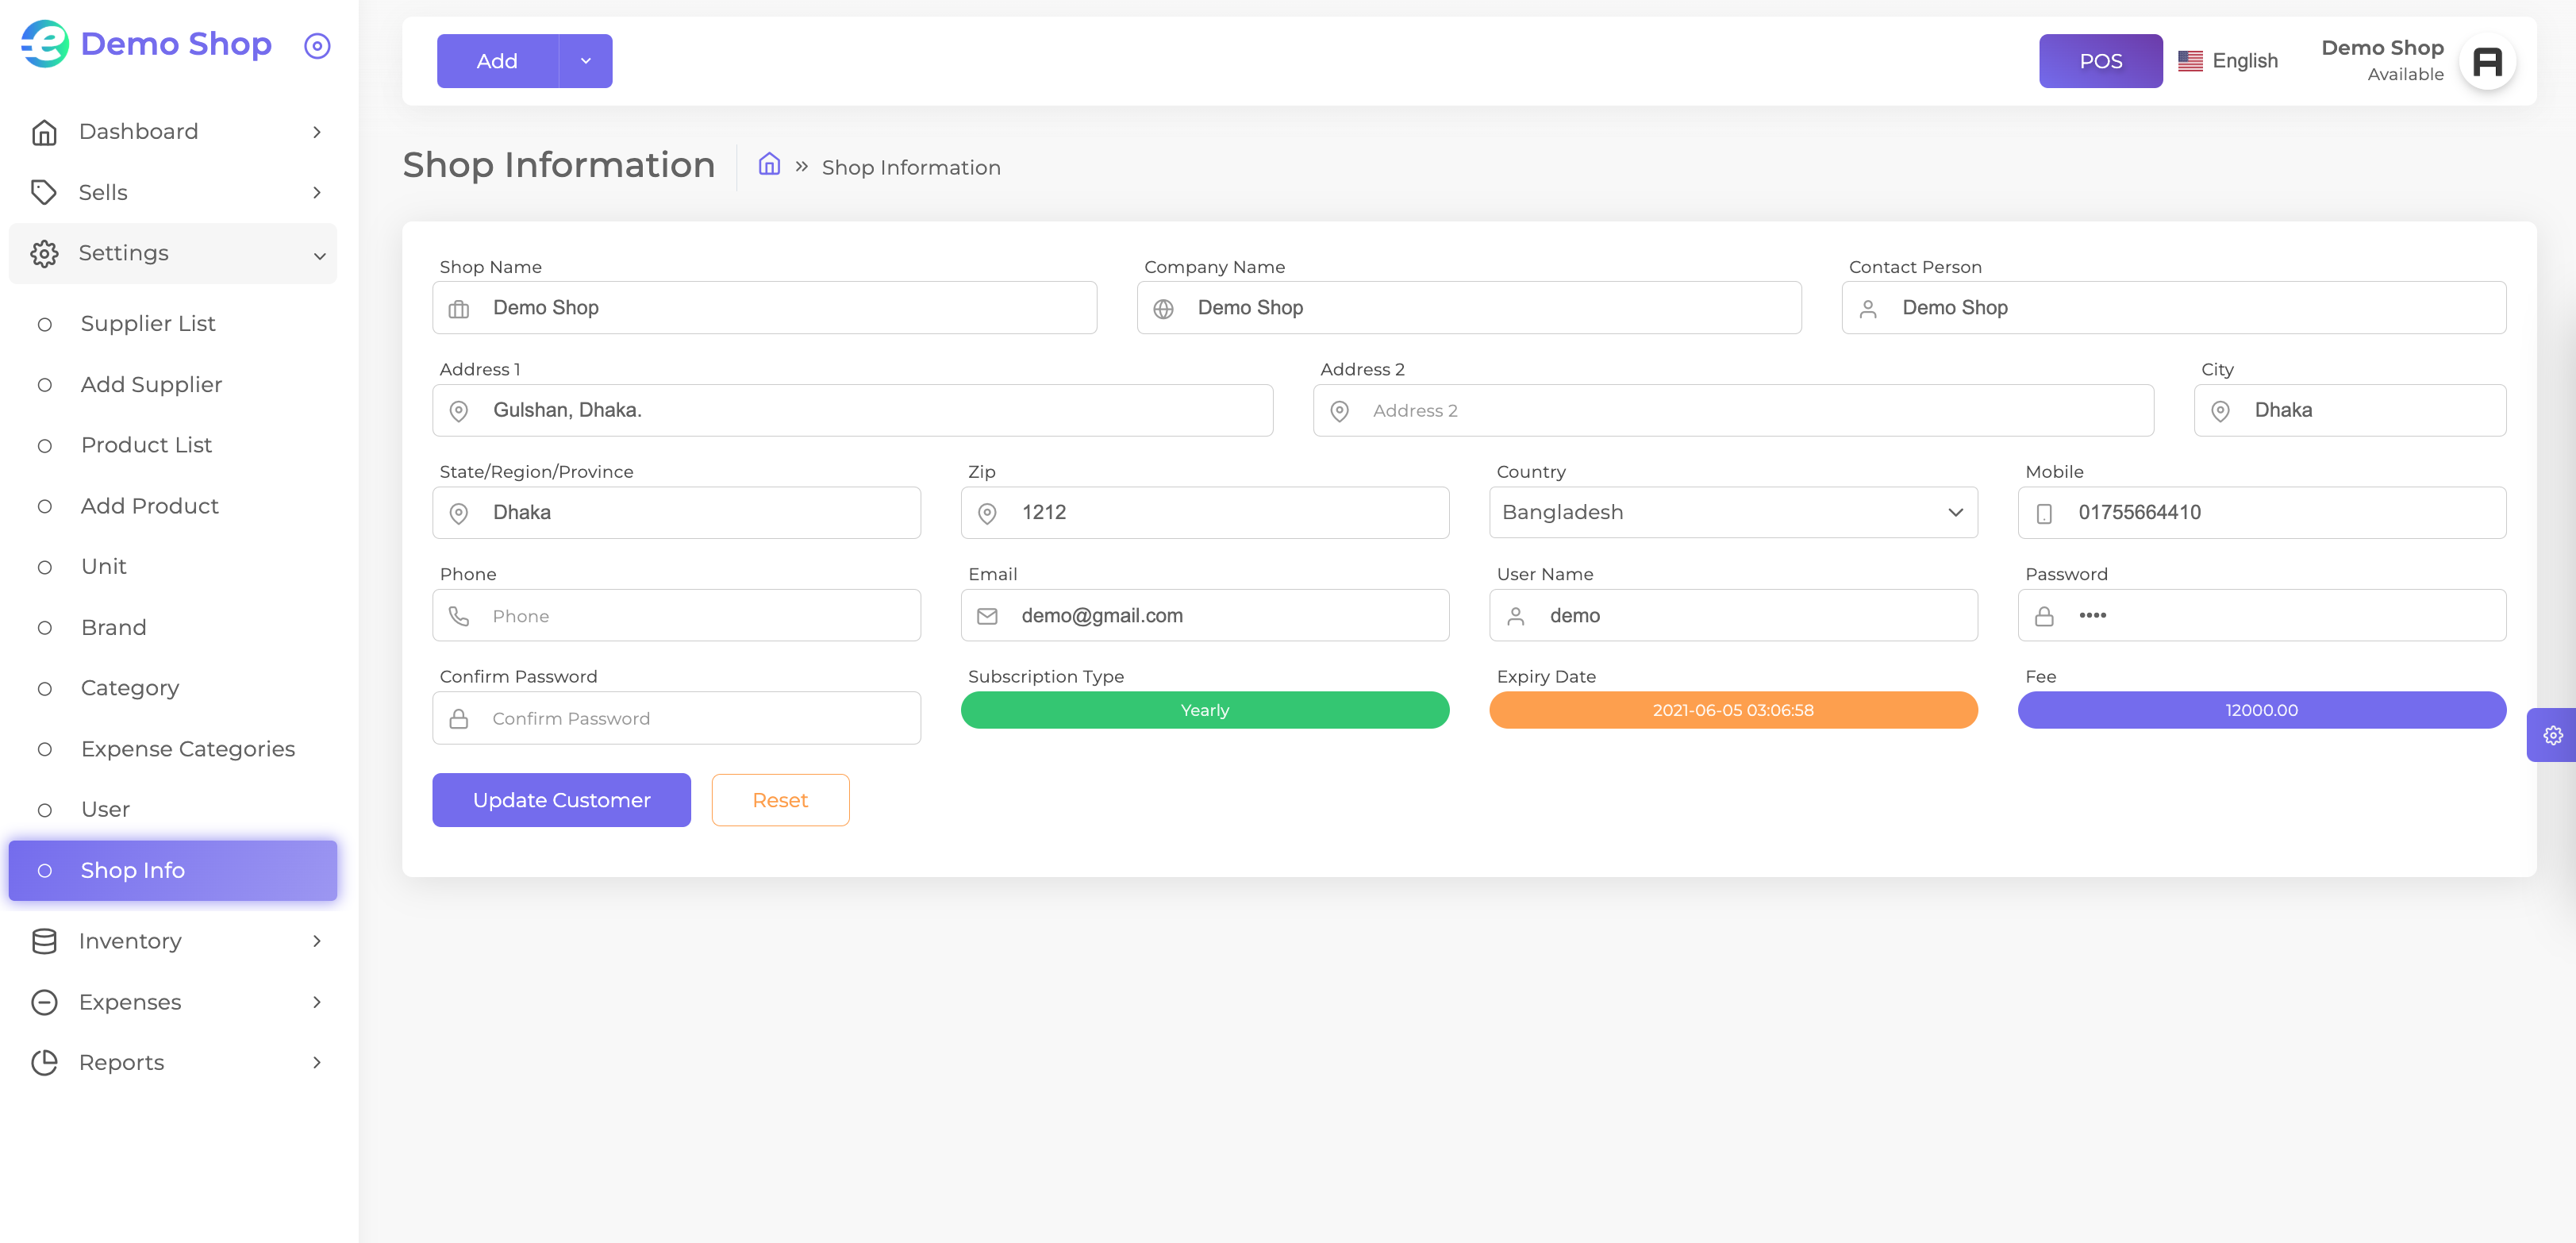 Demo Shop
Dashboard
Sells
Settings
Supplier List
Add Supplier
Product List
Add Product
Unit
Brand
Category
Expense Categories
User
Shop Info
Inventory
Expenses
Reports
Add
POS
English
Demo Shop
Available
Shop Information
» Shop Information
Shop Name
Company Name
Contact Person
Demo Shop
Demo Shop
Demo Shop
Address 1
Address 2
City
Gulshan, Dhaka.
Address 2
Dhaka
State/Region/Province
Zip
Country
Mobile
Dhaka
1212
Bangladesh
01755664410
Phone
Email
User Name
Password
Phone
demo@gmail.com
demo
••••
Confirm Password
Subscription Type
Expiry Date
Fee
Confirm Password
Yearly
2021-06-05 03:06:58
12000.00
Update Customer
Reset